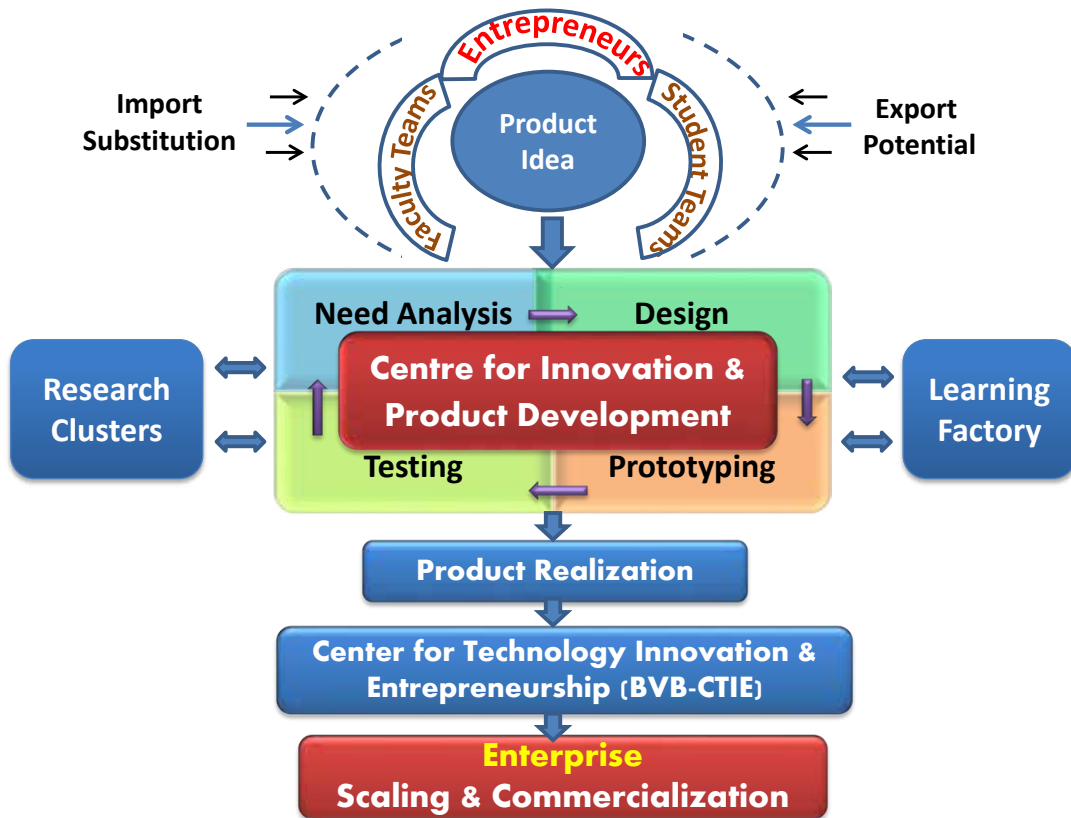 Entrepreneurs
Faculty Teams
Student Teams
Import
Substitution
Product
Idea
Export
Potential
Need Analysis
Design
Research
Clusters
Centre for Innovation &
Product Development
Learning
Factory
Testing
Prototyping
Product Realization
Center for Technology Innovation &
Entrepreneurship (BVB-CTIE)
Enterprise
Scaling & Commercialization